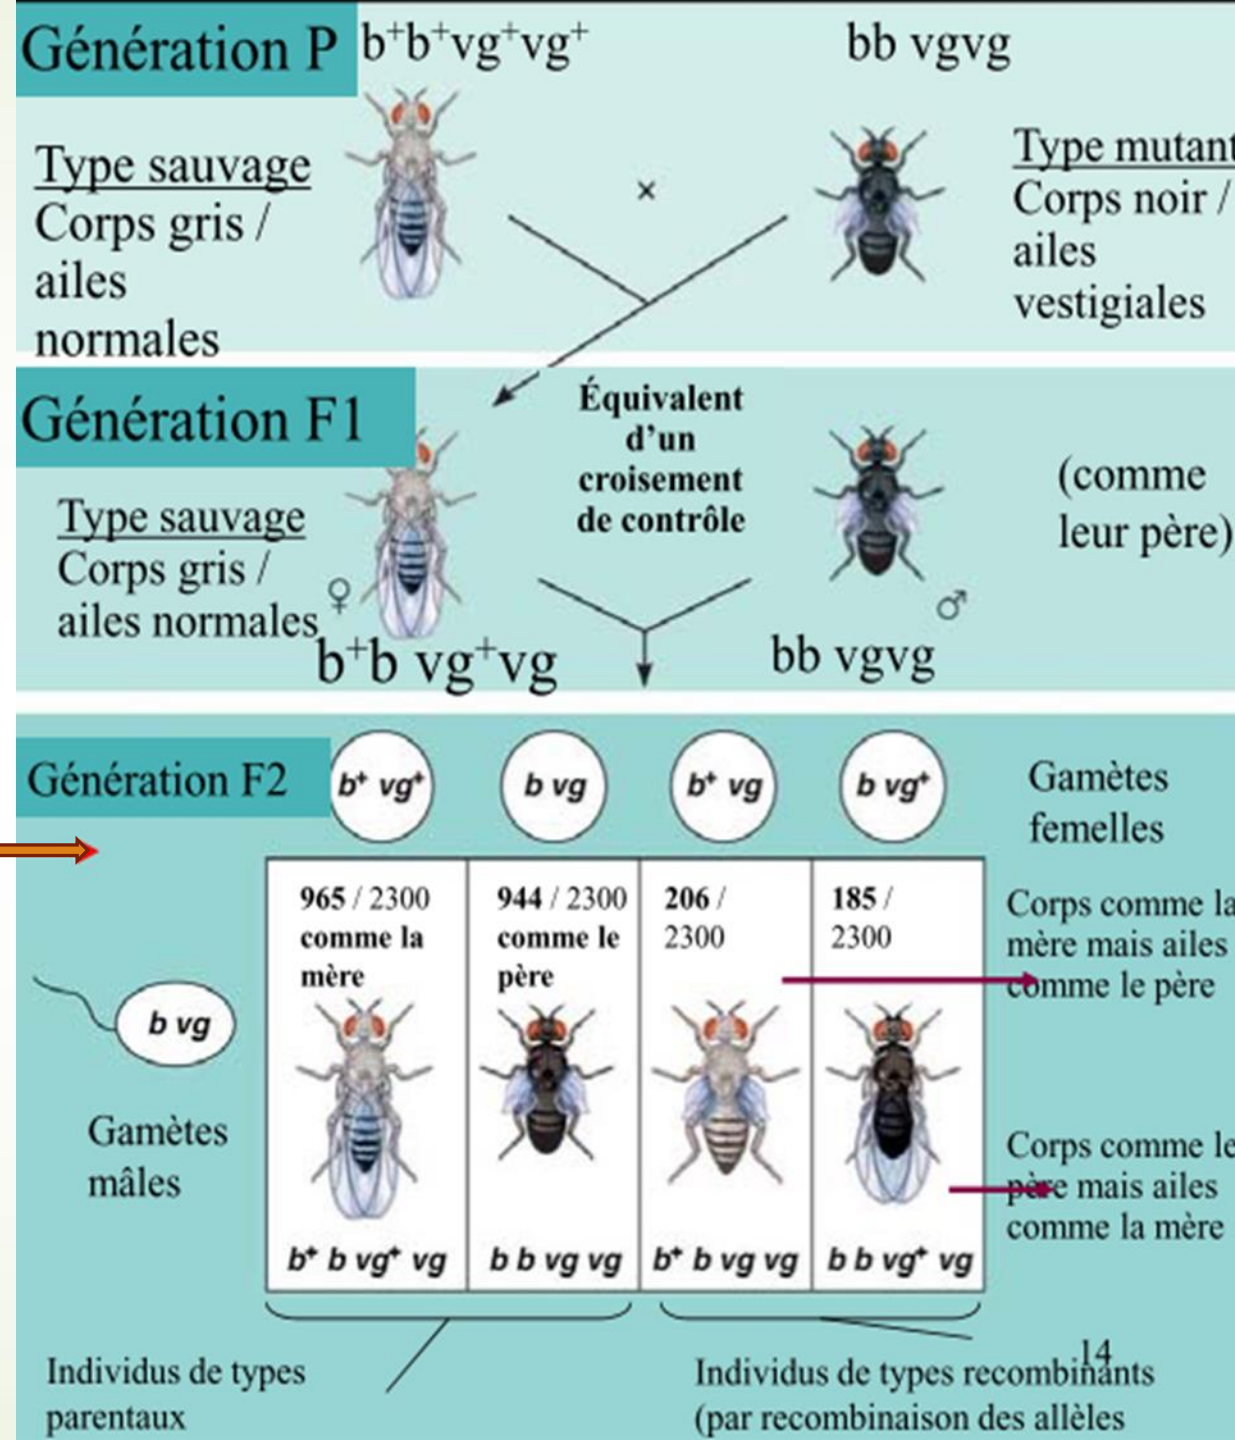 Génération P
b⁺b⁺vg⁺vg⁺
bb vgvg
Type sauvage
Corps gris /
ailes
normales
×
Type mutant
Corps noir /
ailes
vestigiales
Génération F1
Équivalent
d'un
croisement
de contrôle
(comme
leur père)
Type sauvage
Corps gris /
ailes normales
♀
♂
b⁺b vg⁺vg
bb vgvg
Génération F2
b⁺ vg⁺
b vg
b⁺ vg
b vg⁺
Gamètes
femelles
965 / 2300
comme la
mère
944 / 2300
comme le
père
206 /
2300
185 /
2300
Corps comme la
mère mais ailes
comme le père
b vg
Gamètes
mâles
Corps comme le
père mais ailes
comme la mère
b⁺ b vg⁺ vg
b b vg vg
b⁺ b vg vg
b b vg⁺ vg
Individus de types
parentaux
14
Individus de types recombinants
(par recombinaison des allèles